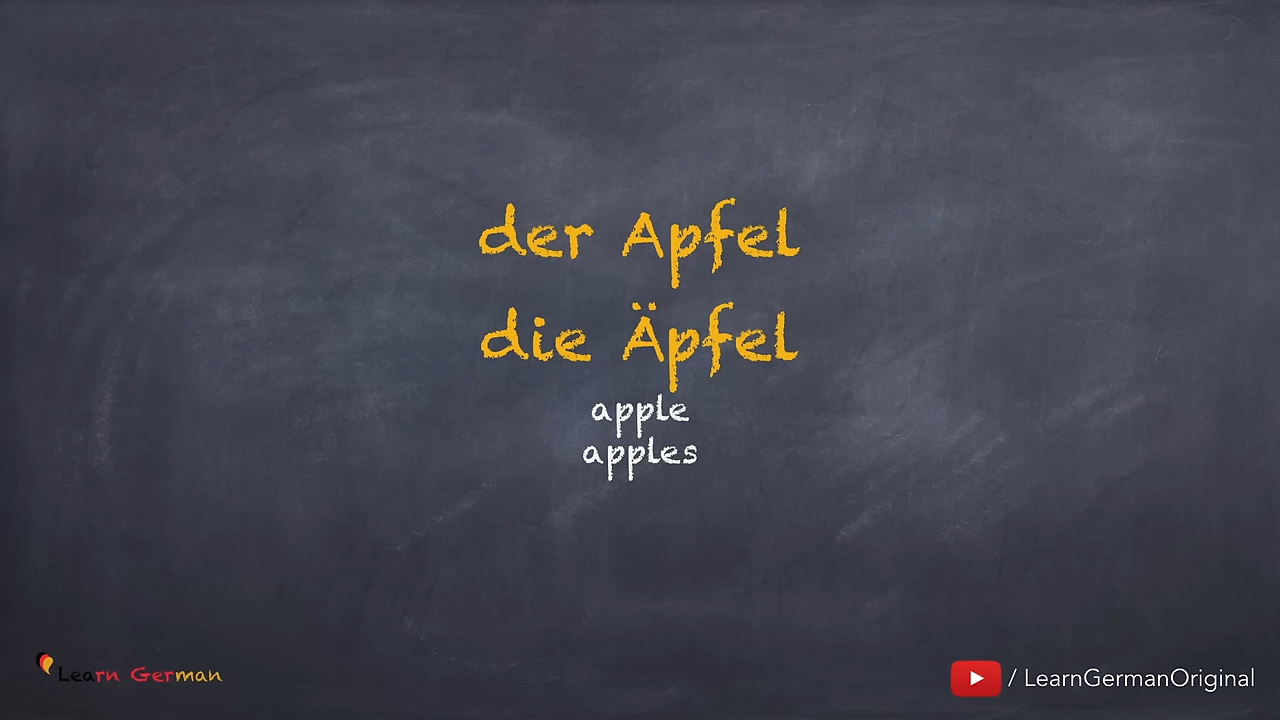 der Apfel
die Äpfel
apple
apples
Learn German
/ LearnGermanOriginal